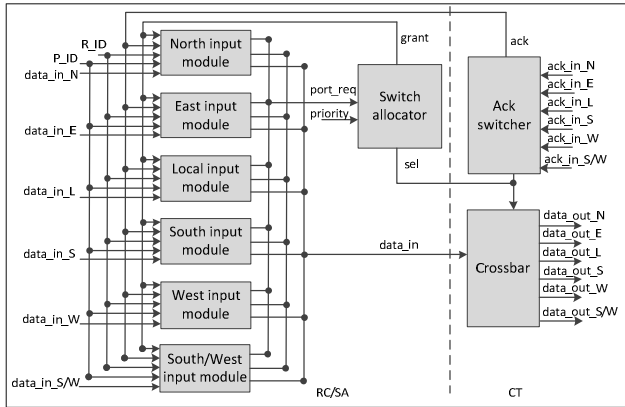 R_ID
P_ID
data_in_N
data_in_E
data_in_L
data_in_S
data_in_W
data_in_S/W
North input
module
East input
module
Local input
module
South input
module
West input
module
South/West
input module
grant
port_req
priority
Switch
allocator
sel
data_in
RC/SA
ack
Ack
switcher
ack_in_N
ack_in_E
ack_in_L
ack_in_S
ack_in_W
ack_in_S/W
Crossbar
data_out_N
data_out_E
data_out_L
data_out_S
data_out_W
data_out_S/W
CT